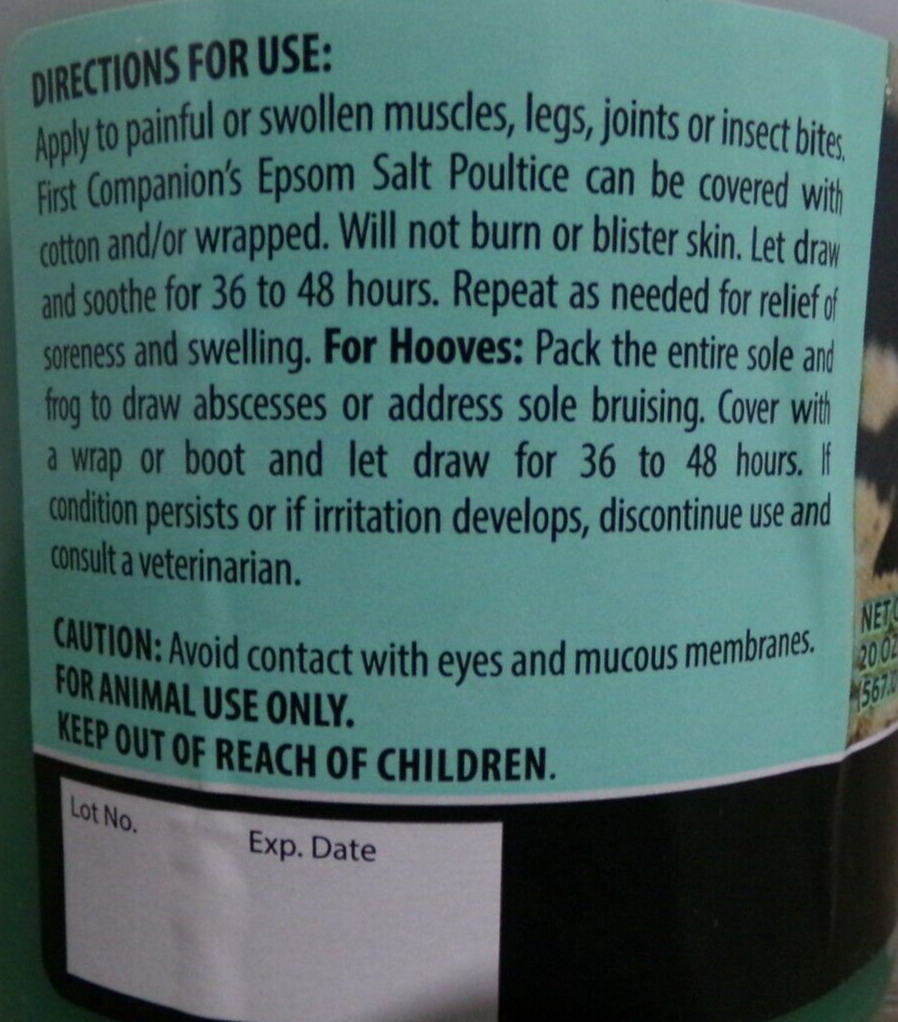 DIRECTIONS FOR USE:
Apply to painful or swollen muscles, legs, joints or insect bites.
First Companion's Epsom Salt Poultice can be covered with
cotton and/or wrapped. Will not burn or blister skin. Let draw
and soothe for 36 to 48 hours. Repeat as needed for relief of
soreness and swelling. For Hooves: Pack the entire sole and
frog to draw abscesses or address sole bruising. Cover with
a wrap or boot and let draw for 36 to 48 hours. If
condition persists or if irritation develops, discontinue use and
consult a veterinarian.
CAUTION: Avoid contact with eyes and mucous membranes.
FOR ANIMAL USE ONLY.
KEEP OUT OF REACH OF CHILDREN.
Lot No.
Exp. Date
NET
20 OZ